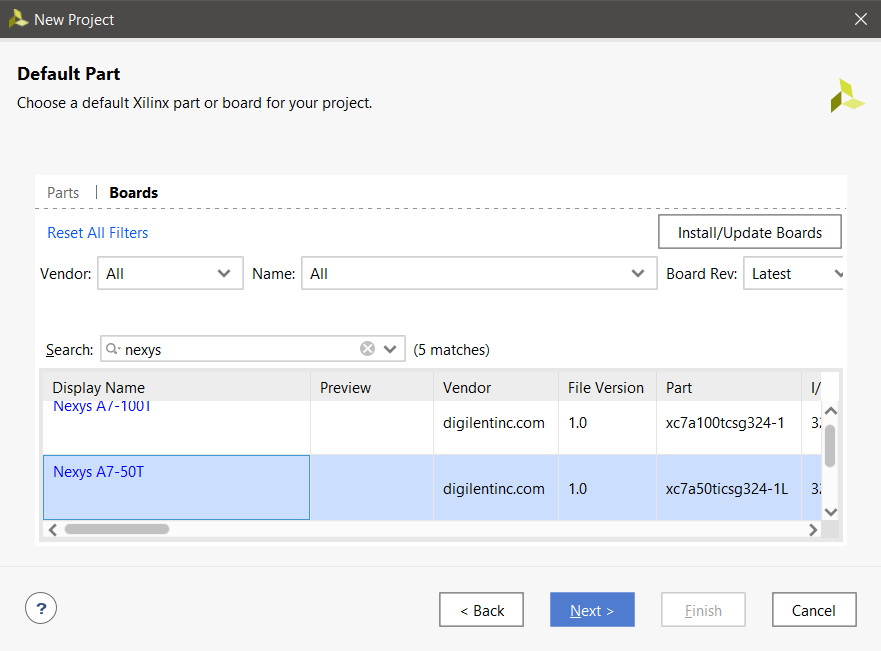 New Project
Default Part
Choose a default Xilinx part or board for your project.
Parts | Boards
Reset All Filters Install/Update Boards
Vendor: All Name: All Board Rev: Latest
Search: nexys (5 matches)
Display Name Preview Vendor File Version Part I/
Nexys A7-100T digilentinc.com 1.0 xc7a100tcsg324-1 32
Nexys A7-50T digilentinc.com 1.0 xc7a50ticsg324-1L 32
? < Back Next > Finish Cancel